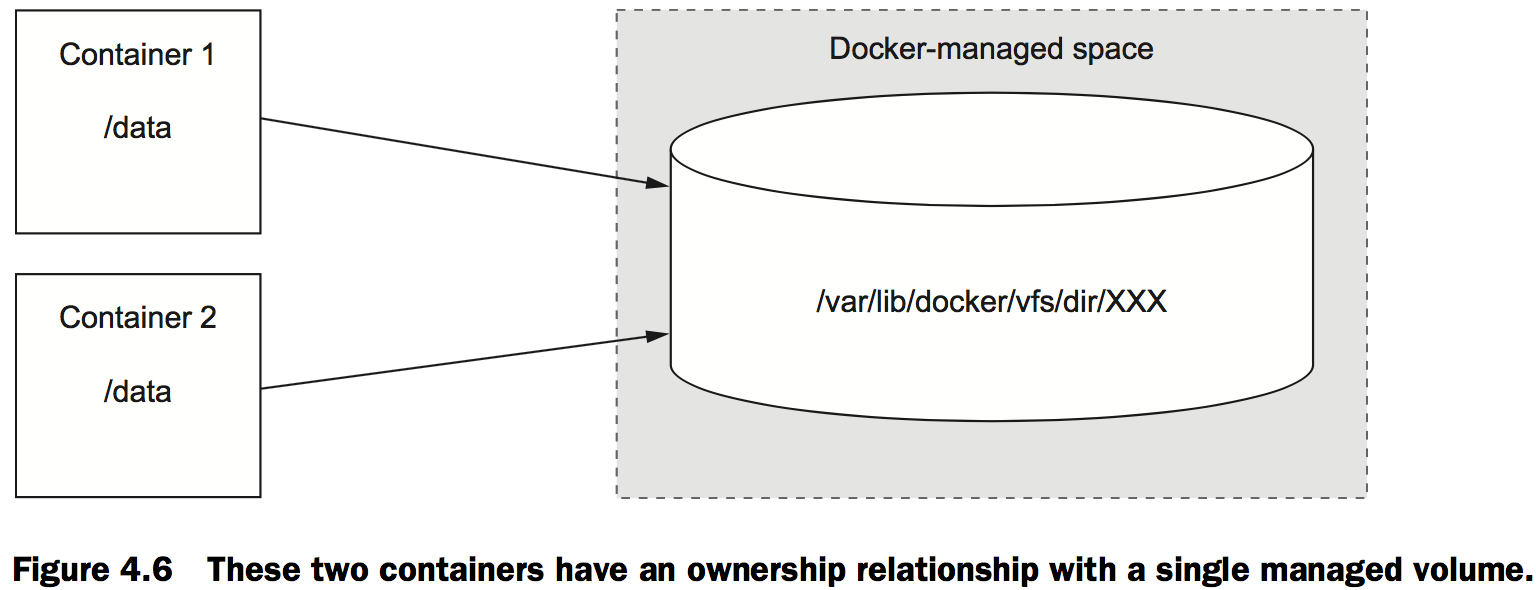 Container 1
/data
Docker-managed space
/var/lib/docker/vfs/dir/XXX
Container 2
/data
Figure 4.6 These two containers have an ownership relationship with a single managed volume.